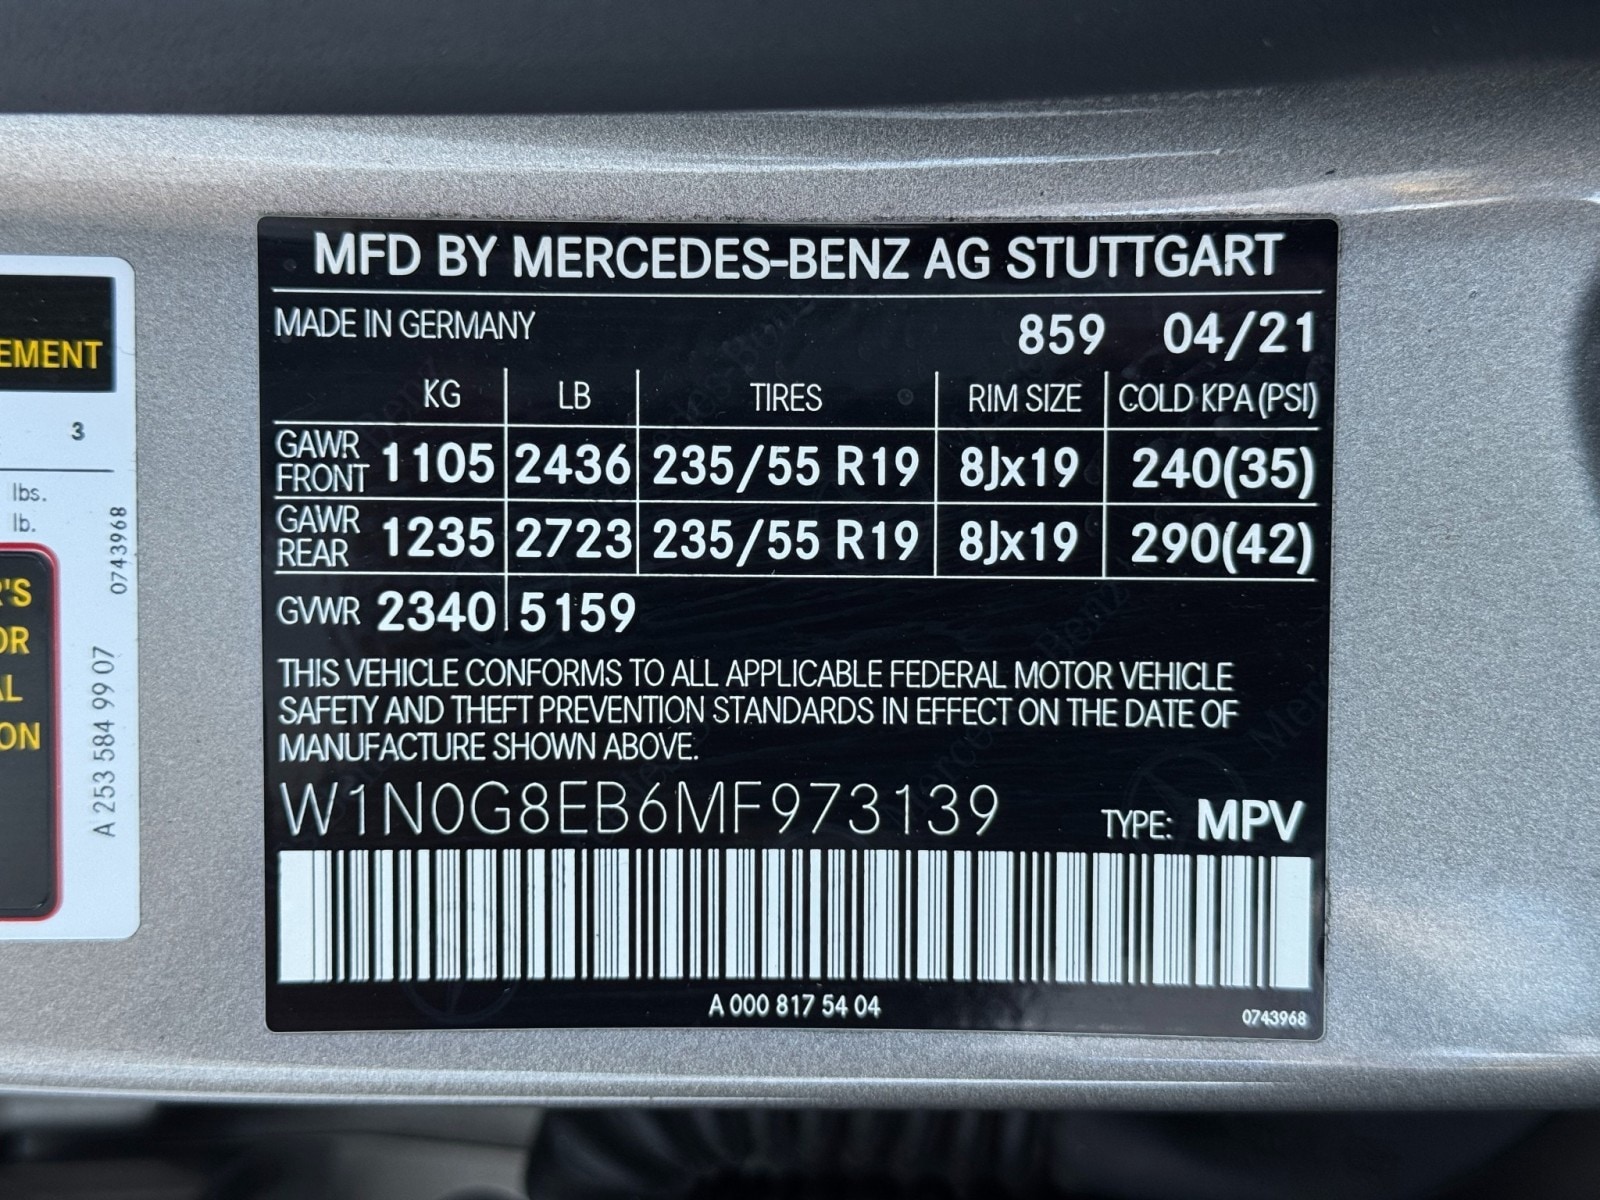 MFD BY MERCEDES-BENZ AG STUTTGART
MADE IN GERMANY 859 04/21
KG LB TIRES RIM SIZE COLD KPA(PSI)
GAWR FRONT 1105 2436 235/55 R19 8Jx19 240(35)
GAWR REAR 1235 2723 235/55 R19 8Jx19 290(42)
GVWR 2340 5159
THIS VEHICLE CONFORMS TO ALL APPLICABLE FEDERAL MOTOR VEHICLE
SAFETY AND THEFT PREVENTION STANDARDS IN EFFECT ON THE DATE OF
MANUFACTURE SHOWN ABOVE.
W1N0G8EB6MF973139 TYPE: MPV
A 000 817 54 04
0743968
EMENT
3
lbs.
lb.
0743968
A 253 584 99 07
'S
OR
AL
ON